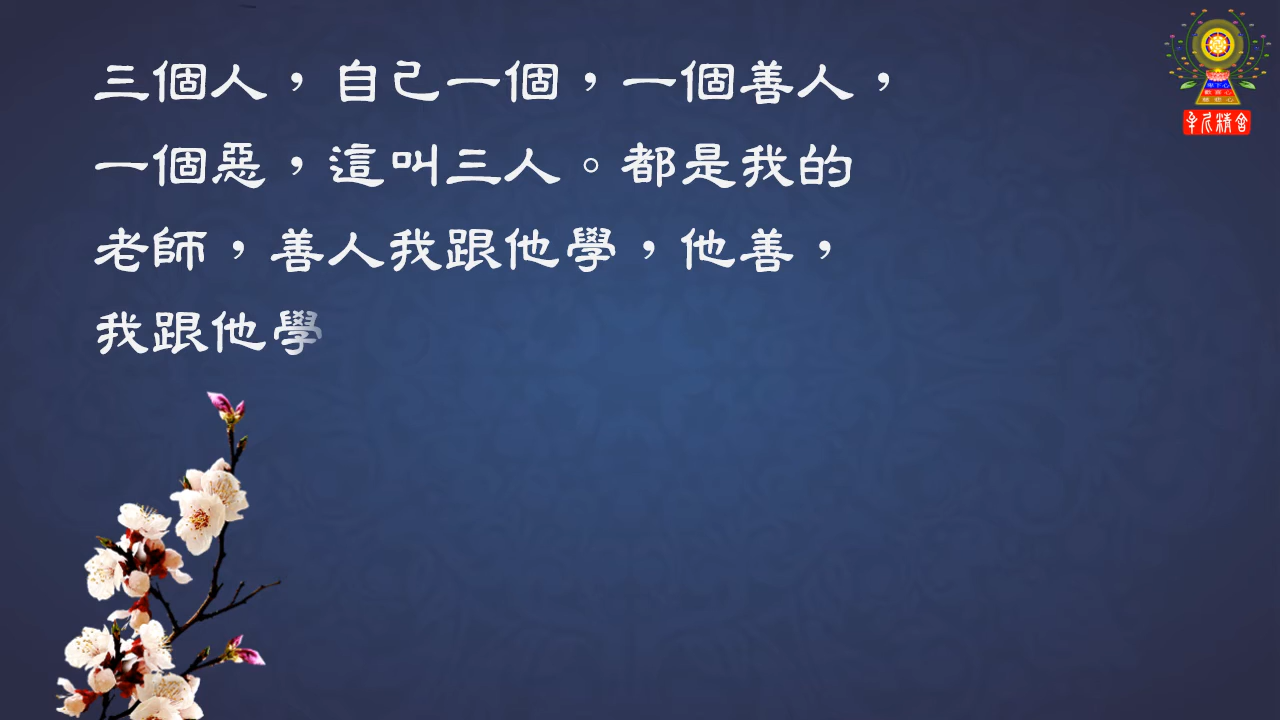 三個人，自己一個，一個善人，
一個惡，這叫三人。都是我的
老師，善人我跟他學，他善，
我跟他學